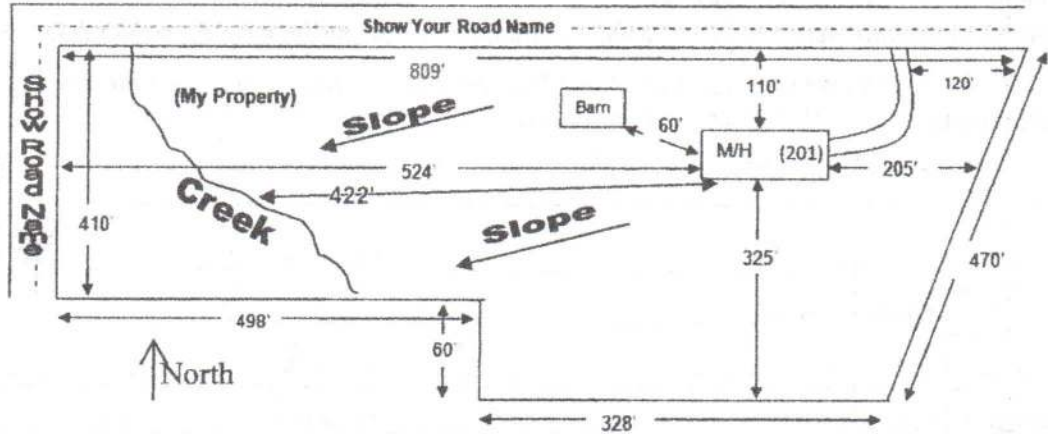 Show Your Road Name
Show Road Name
809'
(My Property)
Slope
110'
120'
Barn
60'
M/H (201)
524'
205'
422'
Creek
410'
Slope
325'
470'
498'
60'
North
328'